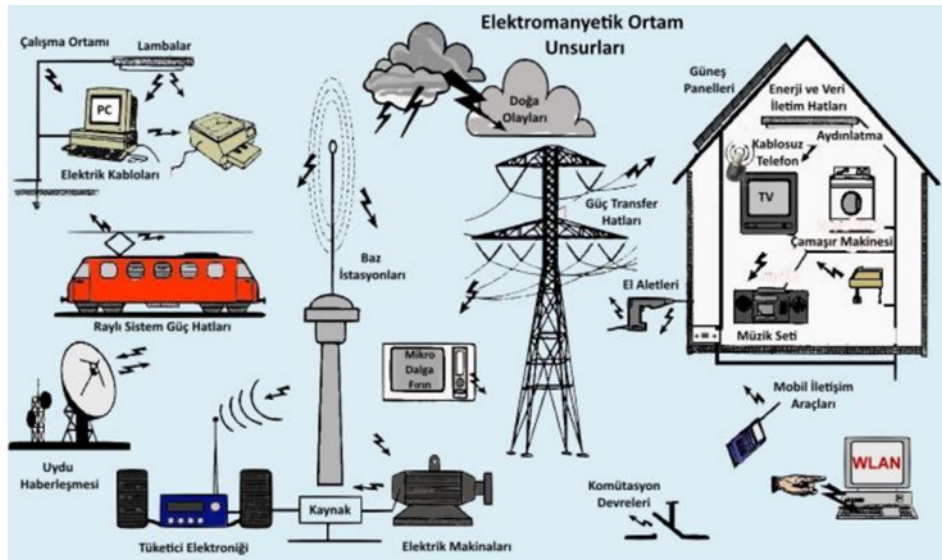 Elektromanyetik Ortam
Unsurları
Çalışma Ortamı
Lambalar
PC
Elektrik Kabloları
Doğa
Olayları
Güneş
Panelleri
Enerji ve Veri
İletim Hatları
Aydınlatma
Kablosuz
Telefon
TV
Çamaşır Makinesi
Müzik Seti
Güç Transfer
Hatları
El Aletleri
Baz
İstasyonları
Raylı Sistem Güç Hatları
Mikro
Dalga
Fırın
Mobil İletişim
Araçları
WLAN
Uydu
Haberleşmesi
Kaynak
Tüketici Elektroniği
Elektrik Makinaları
Komütasyon
Devreleri